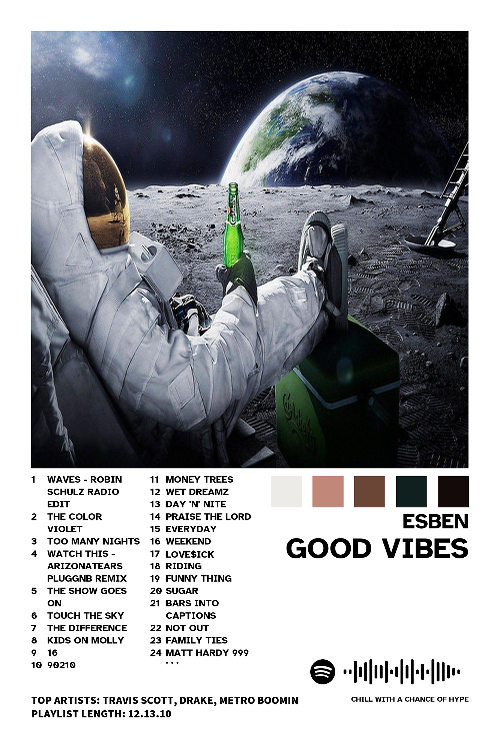 1 WAVES - ROBIN
SCHULZ RADIO
EDIT
2 THE COLOR
VIOLET
3 TOO MANY NIGHTS
4 WATCH THIS -
ARIZONATEARS
PLUGGNB REMIX
5 THE SHOW GOES
ON
6 TOUCH THE SKY
7 THE DIFFERENCE
8 KIDS ON MOLLY
9 16
10 90210
11 MONEY TREES
12 WET DREAMZ
13 DAY 'N' NITE
14 PRAISE THE LORD
15 EVERYDAY
16 WEEKEND
17 LOVE$ICK
18 RIDING
19 FUNNY THING
20 SUGAR
21 BARS INTO
CAPTIONS
22 NOT OUT
23 FAMILY TIES
24 MATT HARDY 999
...
ESBEN
GOOD VIBES
CHILL WITH A CHANCE OF HYPE
TOP ARTISTS: TRAVIS SCOTT, DRAKE, METRO BOOMIN
PLAYLIST LENGTH: 12.13.10